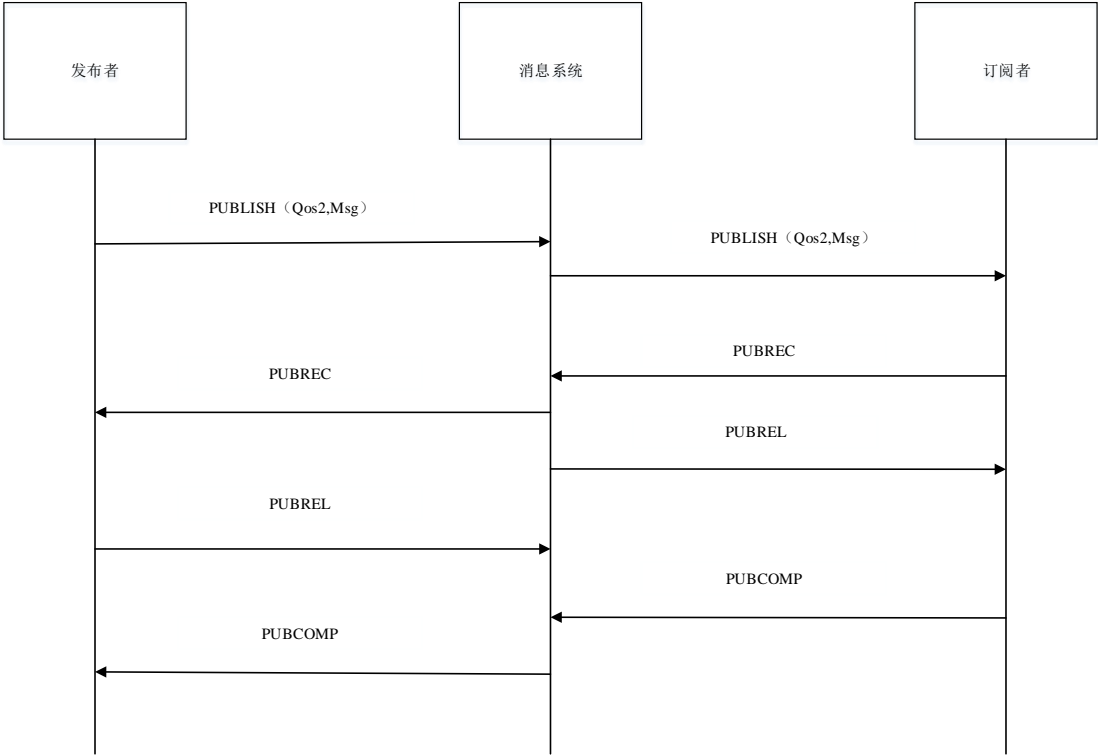 发布者
消息系统
订阅者
PUBLISH（Qos2,Msg）
PUBLISH（Qos2,Msg）
PUBREC
PUBREC
PUBREL
PUBREL
PUBCOMP
PUBCOMP